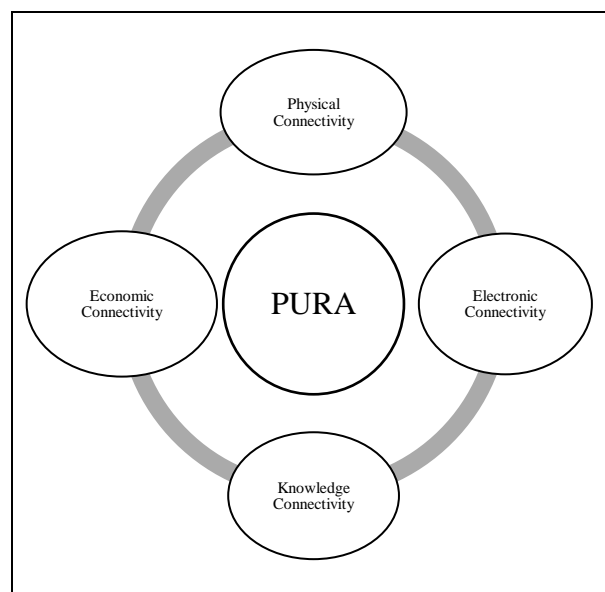 Physical
Connectivity
Economic
Connectivity
PURA
Electronic
Connectivity
Knowledge
Connectivity